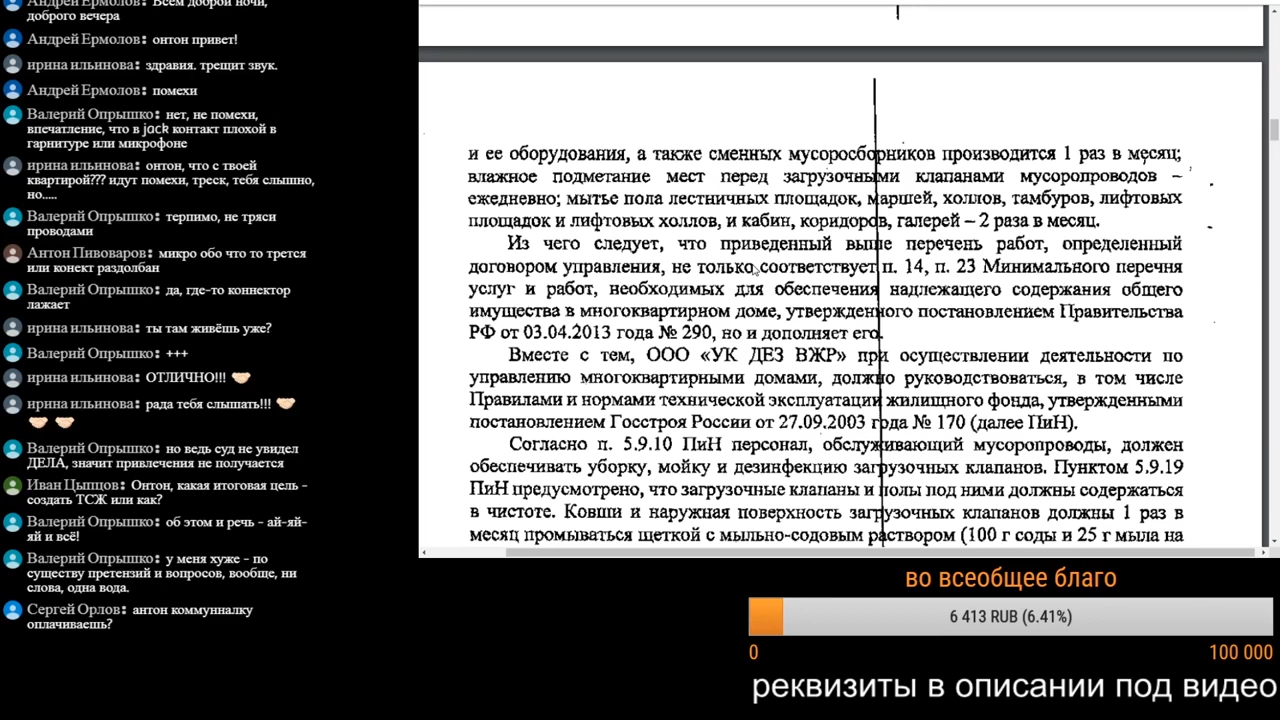 Андрей Ермолов: Всем доброй ночи,
доброго вечера
Андрей Ермолов: онтон привет!
ирина ильинова: здравия. трещит звук.
Андрей Ермолов: помехи
Валерий Опрышко: нет, не помехи,
впечатление, что в jack контакт плохой в
гарнитуре или микрофоне
ирина ильинова: онтон, что с твоей
квартирой??? идут помехи, треск, тебя слышно,
но.....
Валерий Опрышко: терпимо, не тряси
проводами
Антон Пивоваров: микро обо что то трется
или конект раздолбан
Валерий Опрышко: да, где-то коннектор
лажает
ирина ильинова: ты там живёшь уже?
Валерий Опрышко: +++
ирина ильинова: ОТЛИЧНО!!! 🤝
ирина ильинова: рада тебя слышать!!! 🤝
🤝 🤝
Валерий Опрышко: но ведь суд не увидел
ДЕЛА, значит привлечения не получается
Иван Цыпцов: Онтон, какая итоговая цель -
создать ТСЖ или как?
Валерий Опрышко: об этом и речь - ай-яй-
яй и всё!
Валерий Опрышко: у меня хуже - по
существу претензий и вопросов, вообще, ни
слова, одна вода.
Сергей Орлов: антон коммунналку
оплачиваешь?
и ее оборудования, а также сменных мусоросборников производится 1 раз в месяц;
влажное подметание мест перед загрузочными клапанами мусоропроводов –
ежедневно; мытье пола лестничных площадок, маршей, холлов, тамбуров, лифтовых
площадок и лифтовых холлов, и кабин, коридоров, галерей – 2 раза в месяц.
Из чего следует, что приведенный выше перечень работ, определенный
договором управления, не только соответствует п. 14, п. 23 Минимального перечня
услуг и работ, необходимых для обеспечения надлежащего содержания общего
имущества в многоквартирном доме, утвержденного постановлением Правительства
РФ от 03.04.2013 года № 290, но и дополняет его.
Вместе с тем, ООО «УК ДЕЗ ВЖР» при осуществлении деятельности по
управлению многоквартирными домами, должно руководствоваться, в том числе
Правилами и нормами технической эксплуатации жилищного фонда, утвержденными
постановлением Госстроя России от 27.09.2003 года № 170 (далее ПиН).
Согласно п. 5.9.10 ПиН персонал, обслуживающий мусоропроводы, должен
обеспечивать уборку, мойку и дезинфекцию загрузочных клапанов. Пунктом 5.9.19
ПиН предусмотрено, что загрузочные клапаны и полы под ними должны содержаться
в чистоте. Ковши и наружная поверхность загрузочных клапанов должны 1 раз в
месяц промываться щеткой с мыльно-содовым раствором (100 г соды и 25 г мыла на
во всеобщее благо
6 413 RUB (6.41%)
0 100 000
реквизиты в описании под видео